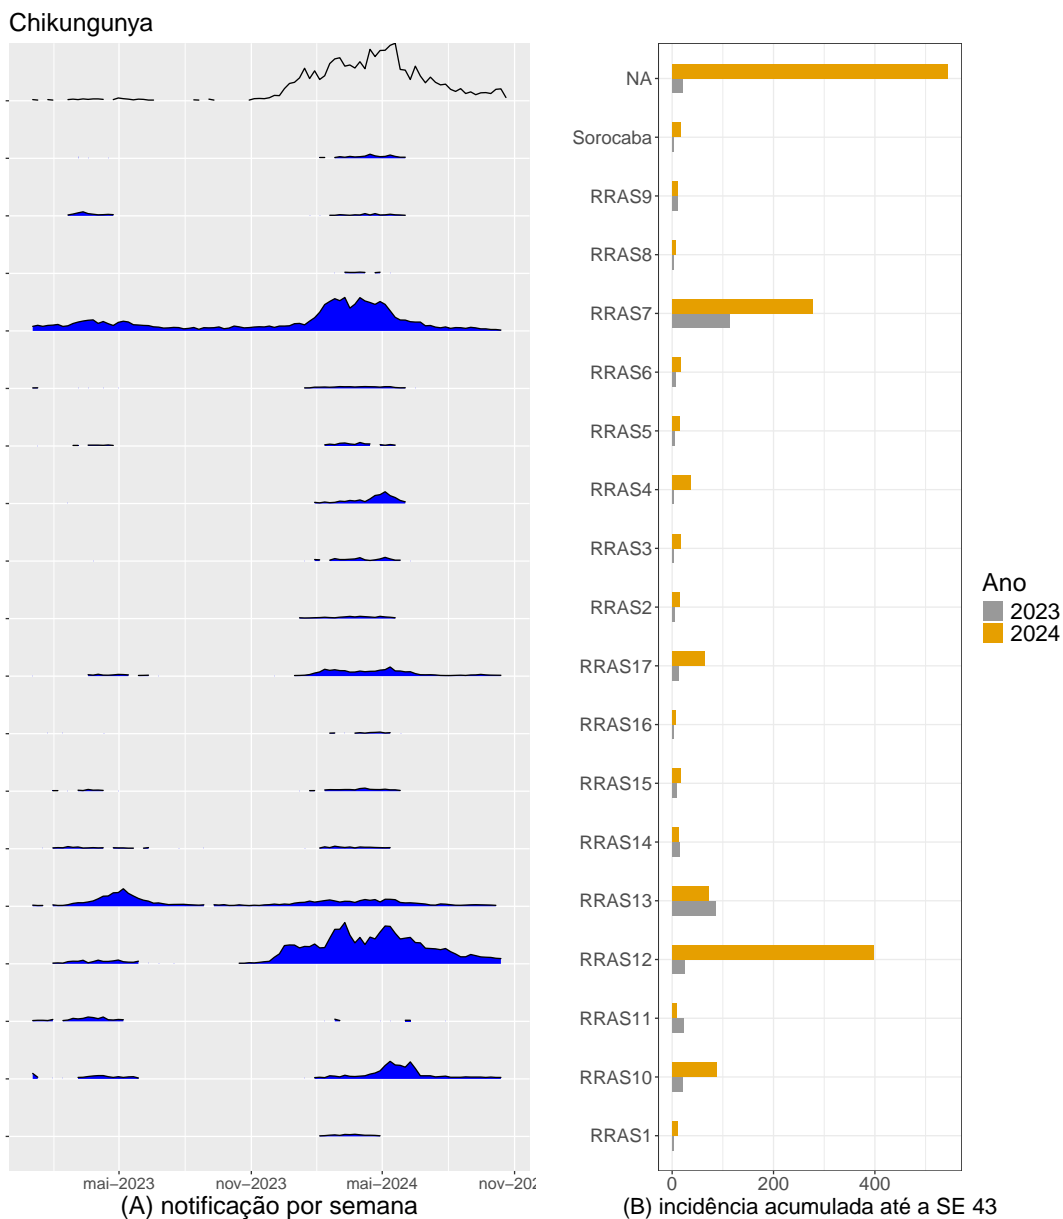 Chikungunya
NA
Sorocaba
RRAS9
RRAS8
RRAS7
RRAS6
RRAS5
RRAS4
RRAS3
RRAS2
RRAS17
RRAS16
RRAS15
RRAS14
RRAS13
RRAS12
RRAS11
RRAS10
RRAS1
Ano
2023
2024
mai–2023 nov–2023 mai–2024 nov–202
0 200 400
(A) notificação por semana
(B) incidência acumulada até a SE 43